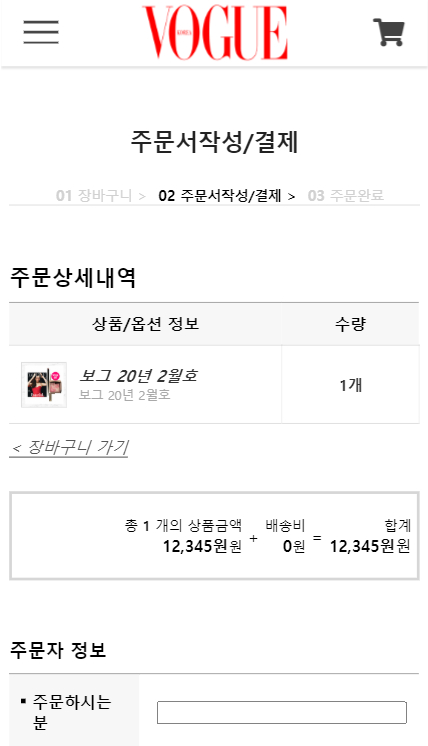 VOGUE
KOREA
주문서작성/결제
01 장바구니 > 02 주문서작성/결제 > 03 주문완료
주문상세내역
상품/옵션 정보 수량
보그 20년 2월호 1개
보그 20년 2월호
< 장바구니 가기
총 1 개의 상품금액 배송비 합계
12,345원원 + 0원 = 12,345원원
주문자 정보
▪ 주문하시는
분